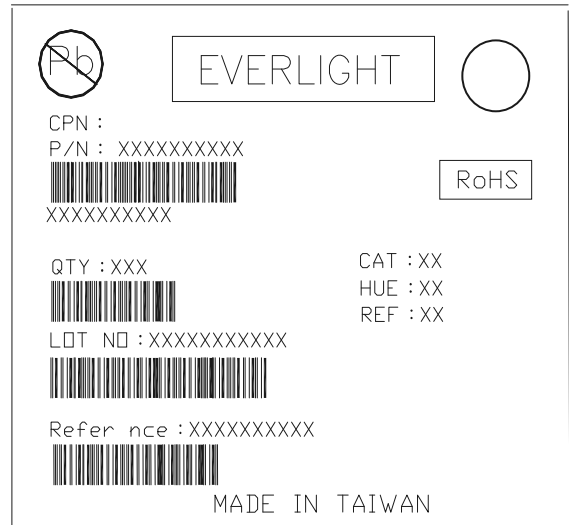 Pb
EVERLIGHT
CPN :
P/N : XXXXXXXXXX
RoHS
XXXXXXXXXX
QTY : XXX
CAT : XX
HUE : XX
REF : XX
LOT NO : XXXXXXXXXXX
Refer nce : XXXXXXXXXX
MADE IN TAIWAN